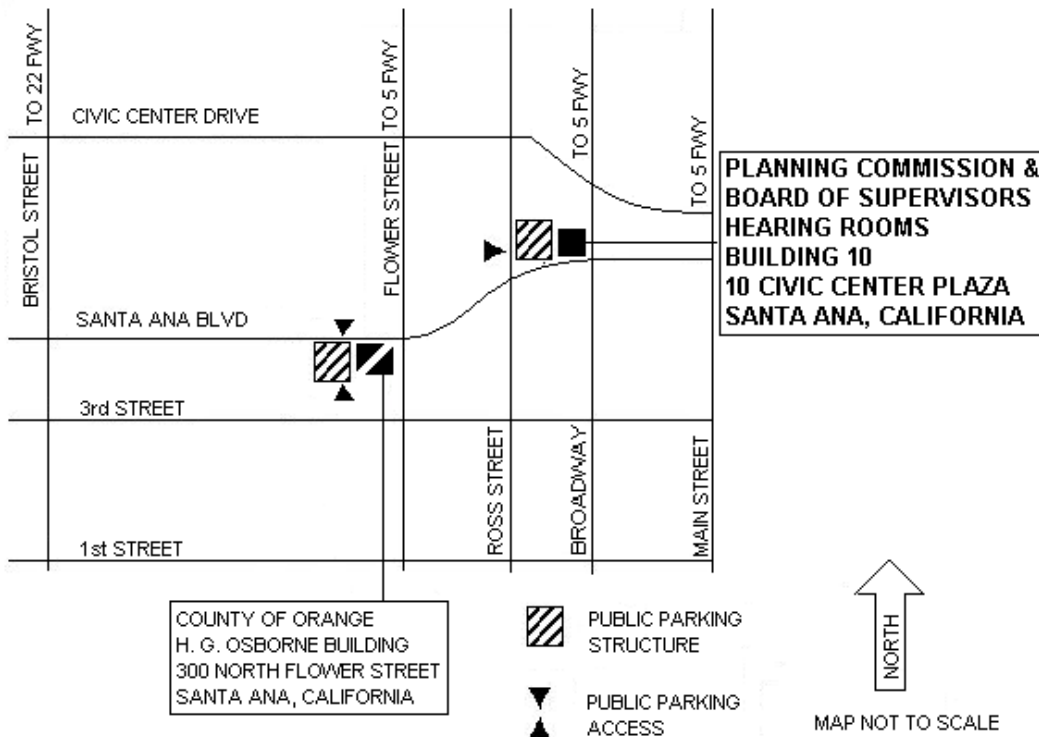 TO 22 FWY
TO 5 FWY
TO 5 FWY
TO 5 FWY
CIVIC CENTER DRIVE
BRISTOL STREET
FLOWER STREET
PLANNING COMMISSION &
BOARD OF SUPERVISORS
HEARING ROOMS
BUILDING 10
10 CIVIC CENTER PLAZA
SANTA ANA, CALIFORNIA
SANTA ANA BLVD
3rd STREET
ROSS STREET
BROADWAY
MAIN STREET
1st STREET
COUNTY OF ORANGE
H. G. OSBORNE BUILDING
300 NORTH FLOWER STREET
SANTA ANA, CALIFORNIA
PUBLIC PARKING
STRUCTURE
PUBLIC PARKING
ACCESS
NORTH
MAP NOT TO SCALE